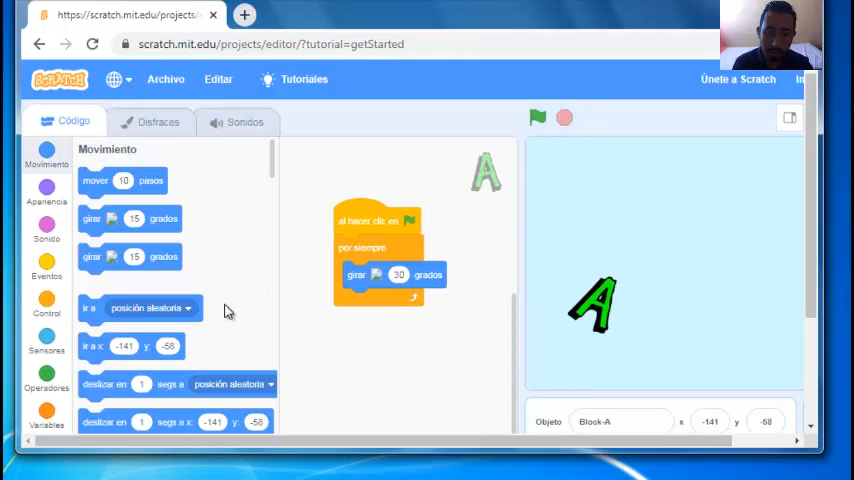 https://scratch.mit.edu/projects/
scratch.mit.edu/projects/editor/?tutorial=getStarted
SCRATCH
Archivo
Editar
Tutoriales
Únete a Scratch
In
Código
Disfraces
Sonidos
Movimiento
Apariencia
Sonido
Eventos
Control
Sensores
Operadores
Variables
Movimiento
mover 10 pasos
girar 15 grados
girar 15 grados
ir a posición aleatoria
ir a x: -141 y: -58
deslizar en 1 segs a posición aleatoria
deslizar en 1 segs a x: -141 y: -58
A
al hacer clic en
por siempre
girar 30 grados
A
Objeto Block-A x -141 y -58